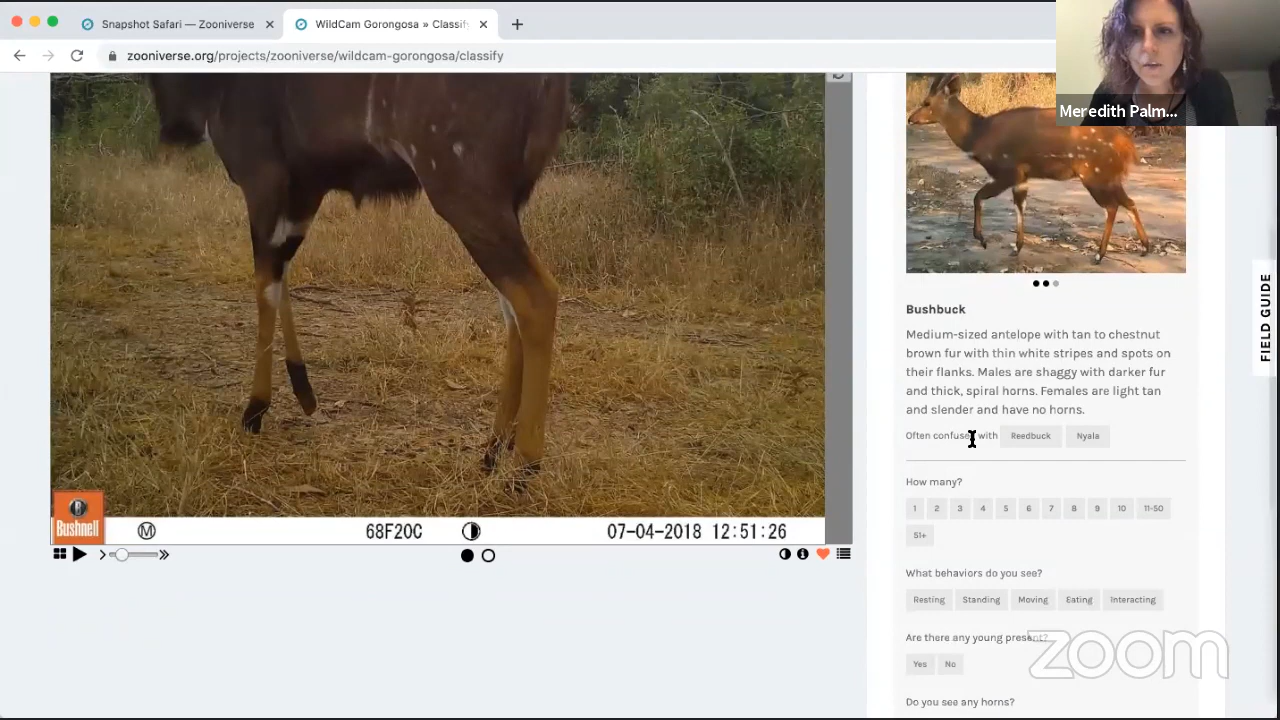 Snapshot Safari — Zooniverse
WildCam Gorongosa » Classify
zooniverse.org/projects/zooniverse/wildcam-gorongosa/classify
Meredith Palm...
Bushbuck
Medium-sized antelope with tan to chestnut
brown fur with thin white stripes and spots on
their flanks. Males are shaggy with darker fur
and thick, spiral horns. Females are light tan
and slender and have no horns.
Often confused with Reedbuck Nyala
How many?
1 2 3 4 5 6 7 8 9 10 11-50
51+
What behaviors do you see?
Resting Standing Moving Eating Interacting
Are there any young present?
Yes No
Do you see any horns?
FIELD GUIDE
Bushnell M 68F20C 07-04-2018 12:51:26
zoom